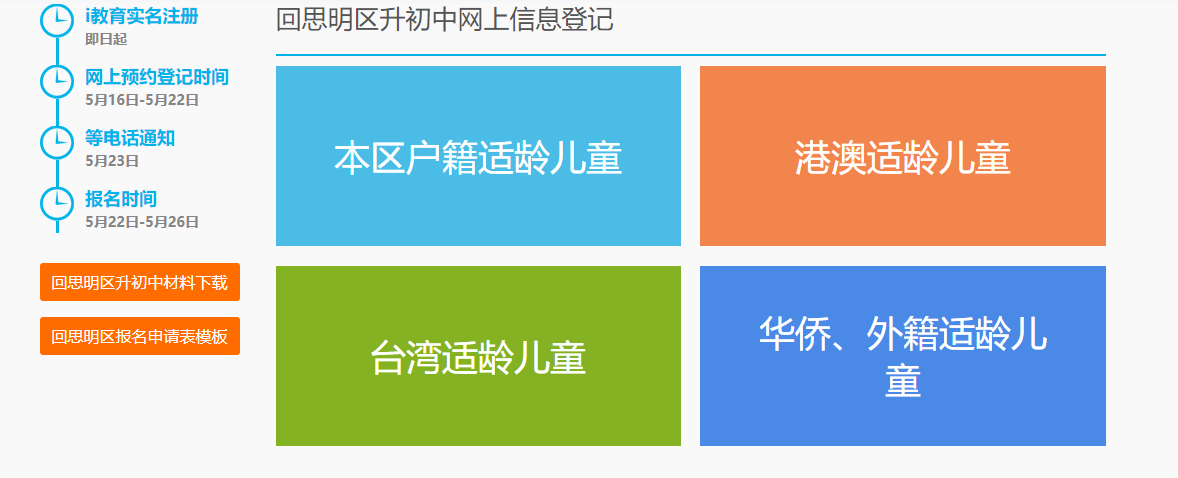 i教育实名注册
即日起
网上预约登记时间
5月16日-5月22日
等电话通知
5月23日
报名时间
5月22日-5月26日
回思明区升初中材料下载
回思明区报名申请表模板
回思明区升初中网上信息登记
本区户籍适龄儿童
港澳适龄儿童
台湾适龄儿童
华侨、外籍适龄儿
童